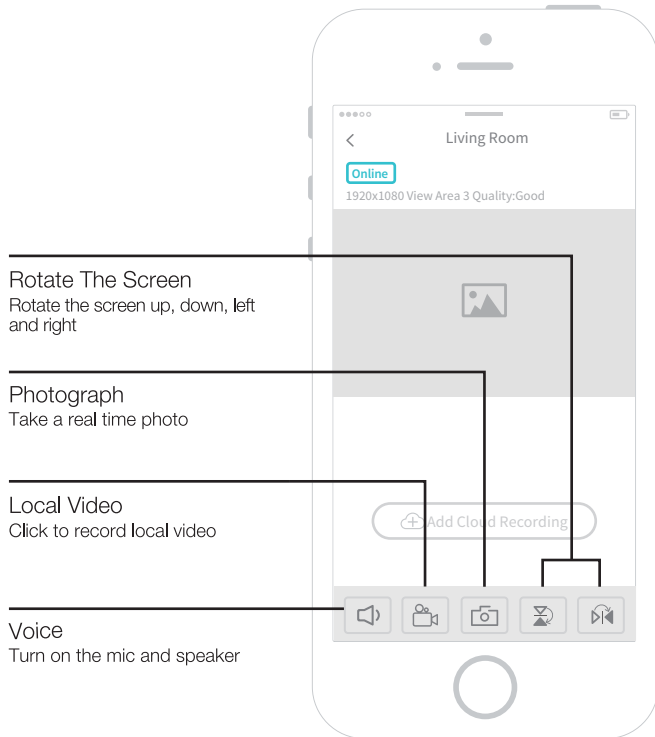 Living Room
Online
1920x1080 View Area 3 Quality:Good
Rotate The Screen
Rotate the screen up, down, left
and right
Photograph
Take a real time photo
Local Video
Click to record local video
Add Cloud Recording
Voice
Turn on the mic and speaker